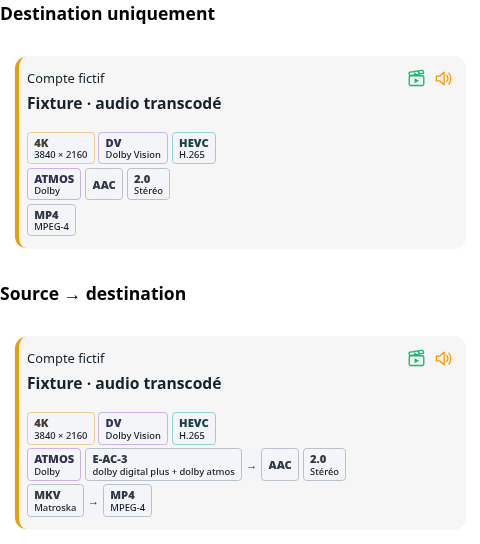 Destination uniquement
Compte fictif
Fixture · audio transcodé
4K DV HEVC
3840 × 2160 Dolby Vision H.265
ATMOS AAC 2.0
Dolby Stéréo
MP4
MPEG-4
Source → destination
Compte fictif
Fixture · audio transcodé
4K DV HEVC
3840 × 2160 Dolby Vision H.265
ATMOS E-AC-3 → AAC 2.0
Dolby dolby digital plus + dolby atmos Stéréo
MKV → MP4
Matroska MPEG-4